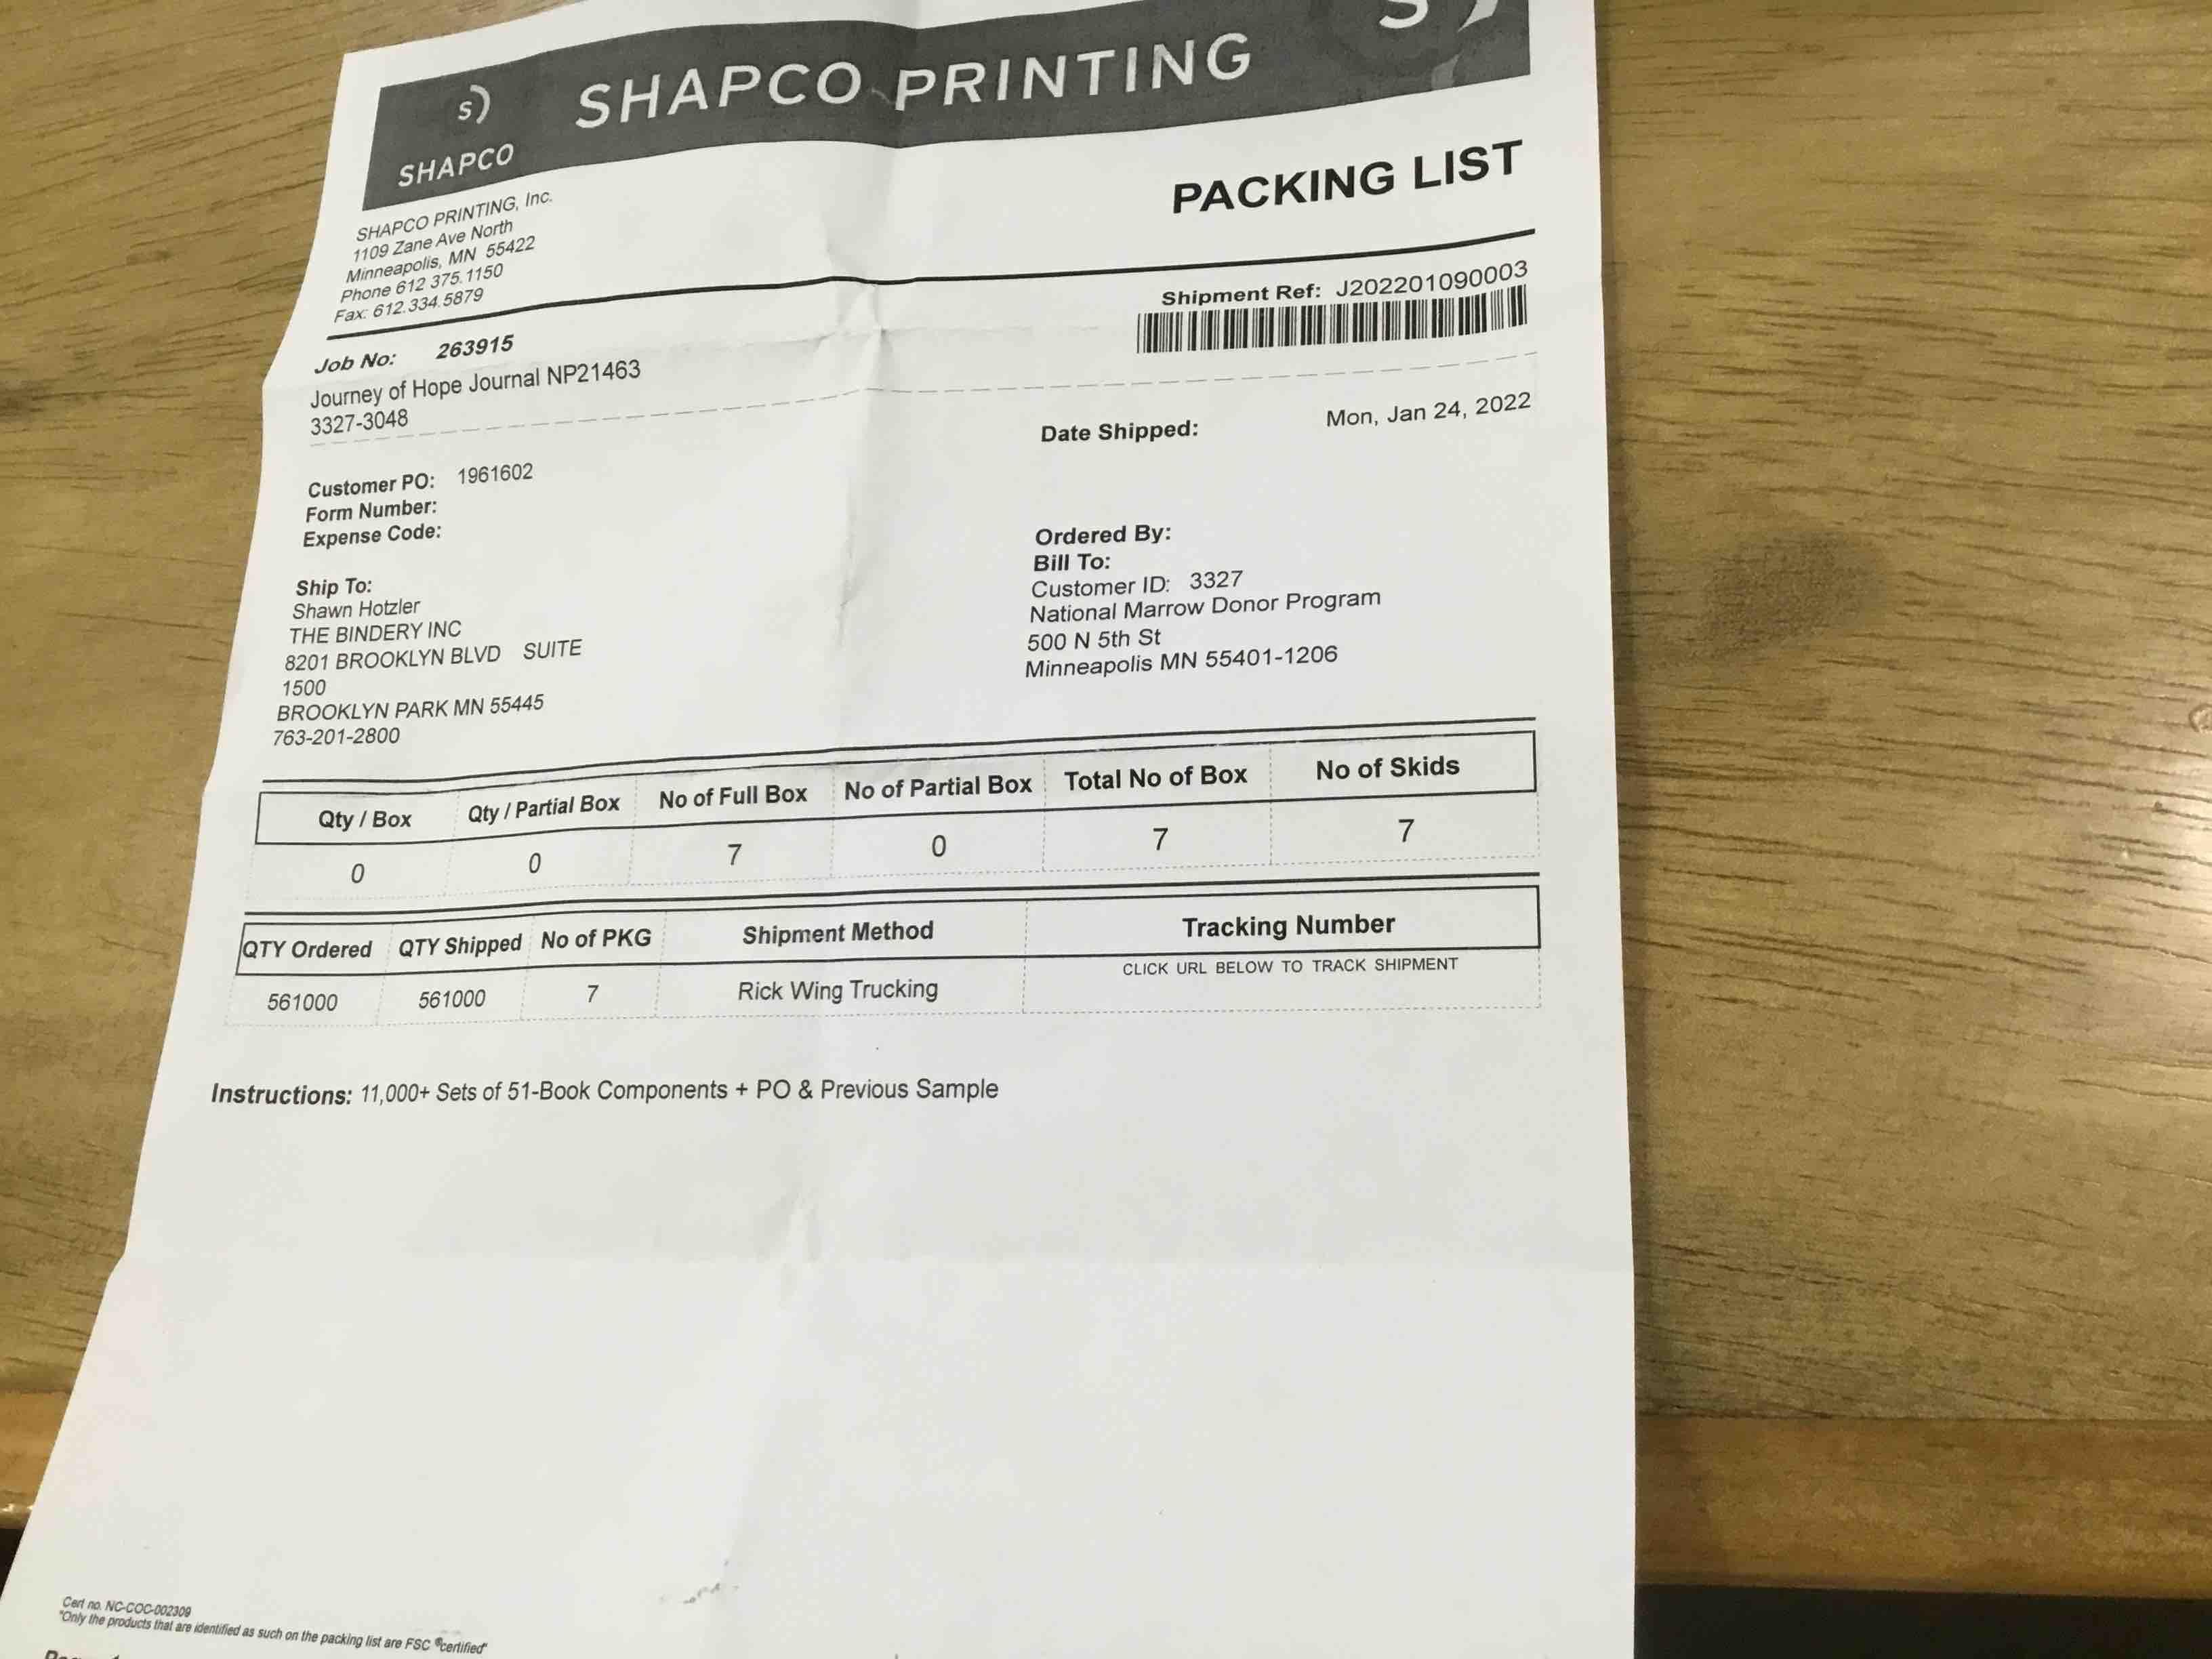 S
s)
SHAPCO
SHAPCO PRINTING
PACKING LIST
SHAPCO PRINTING, Inc.
1109 Zane Ave North
Minneapolis, MN 55422
Phone 612 375.1150
Fax: 612.334.5879
Shipment Ref: J202201090003
Job No: 263915
Journey of Hope Journal NP21463
3327-3048
Date Shipped: Mon, Jan 24, 2022
Customer PO: 1961602
Form Number:
Expense Code:
Ship To:
Shawn Hotzler
THE BINDERY INC
8201 BROOKLYN BLVD SUITE
1500
BROOKLYN PARK MN 55445
763-201-2800
Ordered By:
Bill To:
Customer ID: 3327
National Marrow Donor Program
500 N 5th St
Minneapolis MN 55401-1206
Qty / Box Qty / Partial Box No of Full Box No of Partial Box Total No of Box No of Skids
0 0 7 0 7 7
QTY Ordered QTY Shipped No of PKG Shipment Method Tracking Number
CLICK URL BELOW TO TRACK SHIPMENT
561000 561000 7 Rick Wing Trucking
Instructions: 11,000+ Sets of 51-Book Components + PO & Previous Sample
Cert no. NC-COC-002309
"Only the products that are identified as such on the packing list are FSC ®certified"